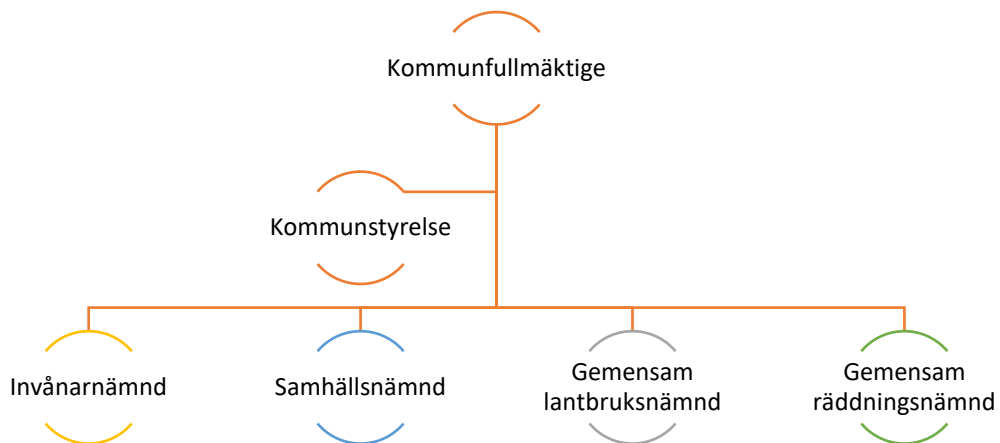 Kommunfullmäktige
Kommunstyrelse
Invånarnämnd
Samhällsnämnd
Gemensam
lantbruksnämnd
Gemensam
räddningsnämnd